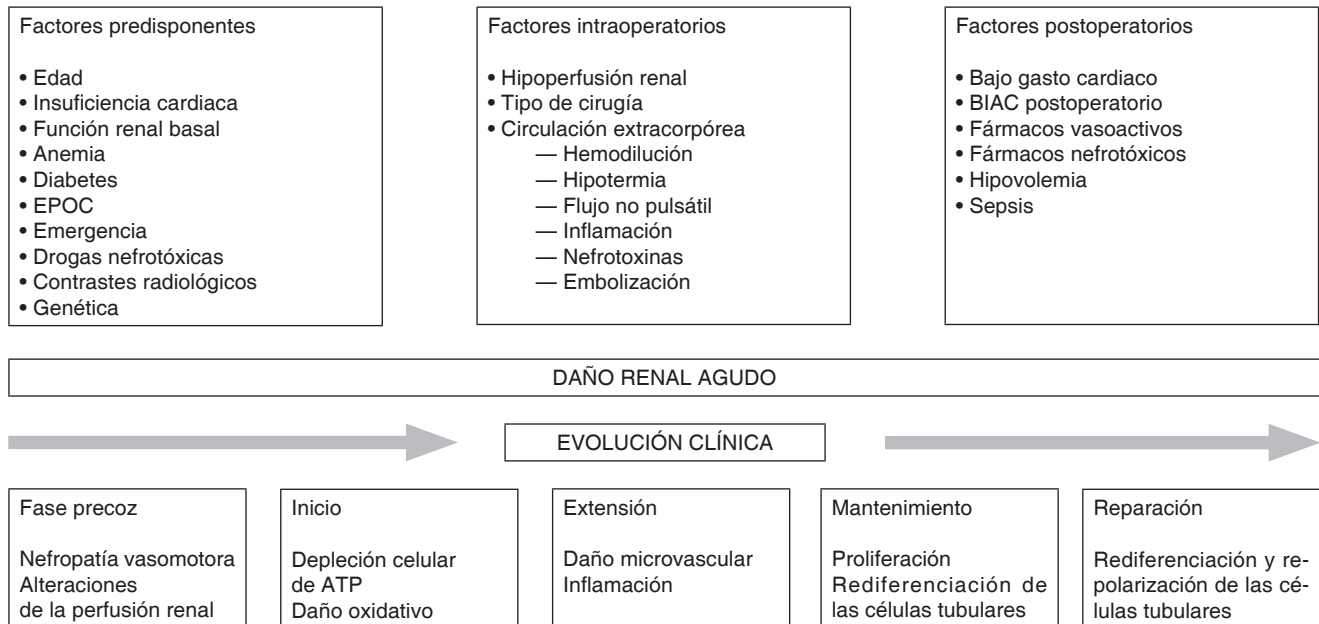 Factores predisponentes
• Edad
• Insuficiencia cardiaca
• Función renal basal
• Anemia
• Diabetes
• EPOC
• Emergencia
• Drogas nefrotóxicas
• Contrastes radiológicos
• Genética
Factores intraoperatorios
• Hipoperfusión renal
• Tipo de cirugía
• Circulación extracorpórea
— Hemodilución
— Hipotermia
— Flujo no pulsátil
— Inflamación
— Nefrotoxinas
— Embolización
Factores postoperatorios
• Bajo gasto cardiaco
• BIAC postoperatorio
• Fármacos vasoactivos
• Fármacos nefrotóxicos
• Hipovolemia
• Sepsis
DAÑO RENAL AGUDO
EVOLUCIÓN CLÍNICA
Fase precoz
Nefropatía vasomotora
Alteraciones
de la perfusión renal
Inicio
Depleción celular
de ATP
Daño oxidativo
Extensión
Daño microvascular
Inflamación
Mantenimiento
Proliferación
Rediferenciación de
las células tubulares
Reparación
Rediferenciación y re-
polarización de las cé-
lulas tubulares